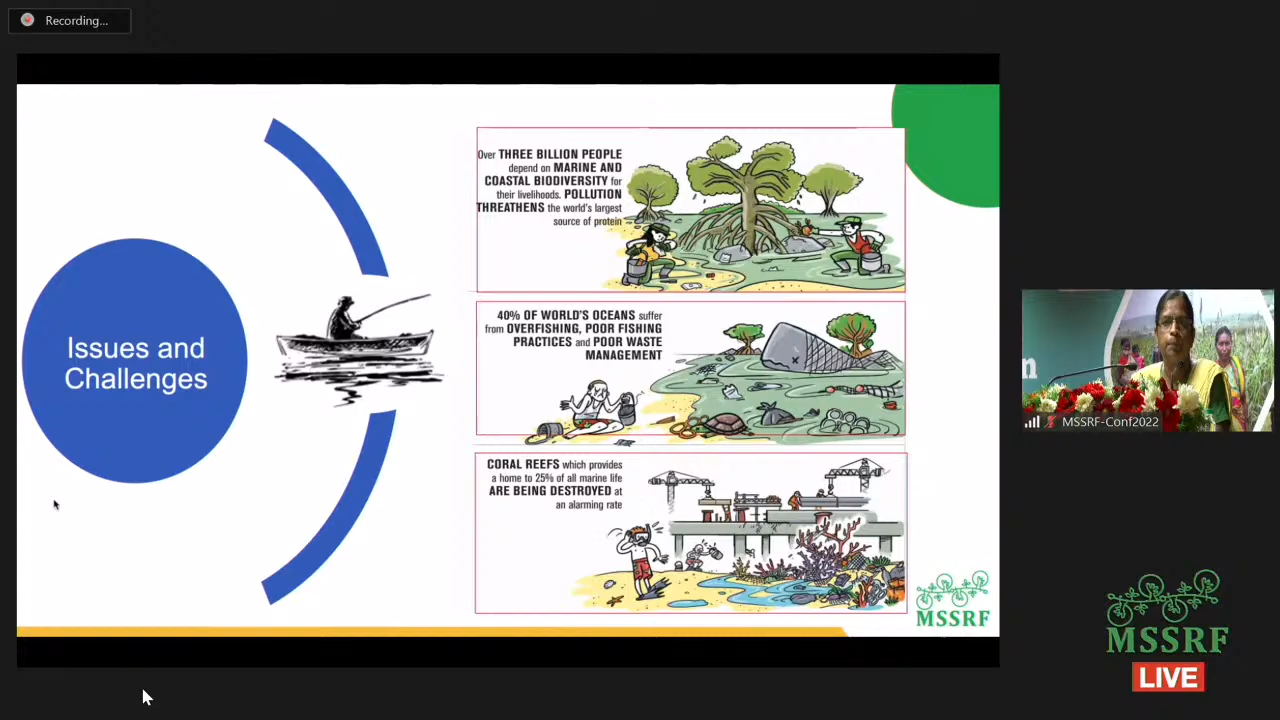 Recording...
Issues and
Challenges
Over THREE BILLION PEOPLE
depend on MARINE AND
COASTAL BIODIVERSITY for
their livelihoods. POLLUTION
THREATHENS the world's largest
source of protein
40% OF WORLD'S OCEANS suffer
from OVERFISHING, POOR FISHING
PRACTICES and POOR WASTE
MANAGEMENT
CORAL REEFS which provides
a home to 25% of all marine life
ARE BEING DESTROYED at
an alarming rate
MSSRF
n
MSSRF-Conf2022
MSSRF
LIVE